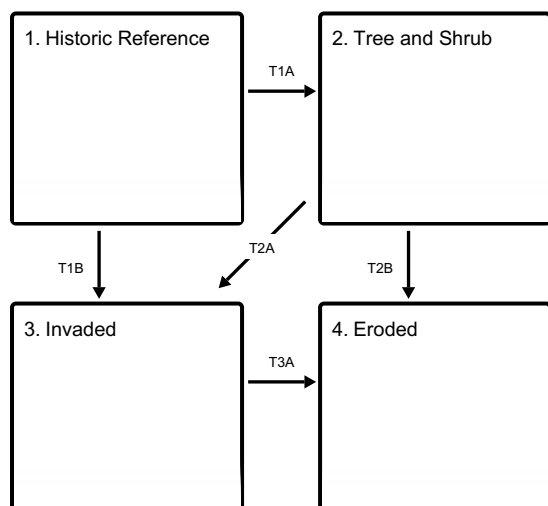 1. Historic Reference
2. Tree and Shrub
T1A
T1B
T2A
T2B
3. Invaded
4. Eroded
T3A